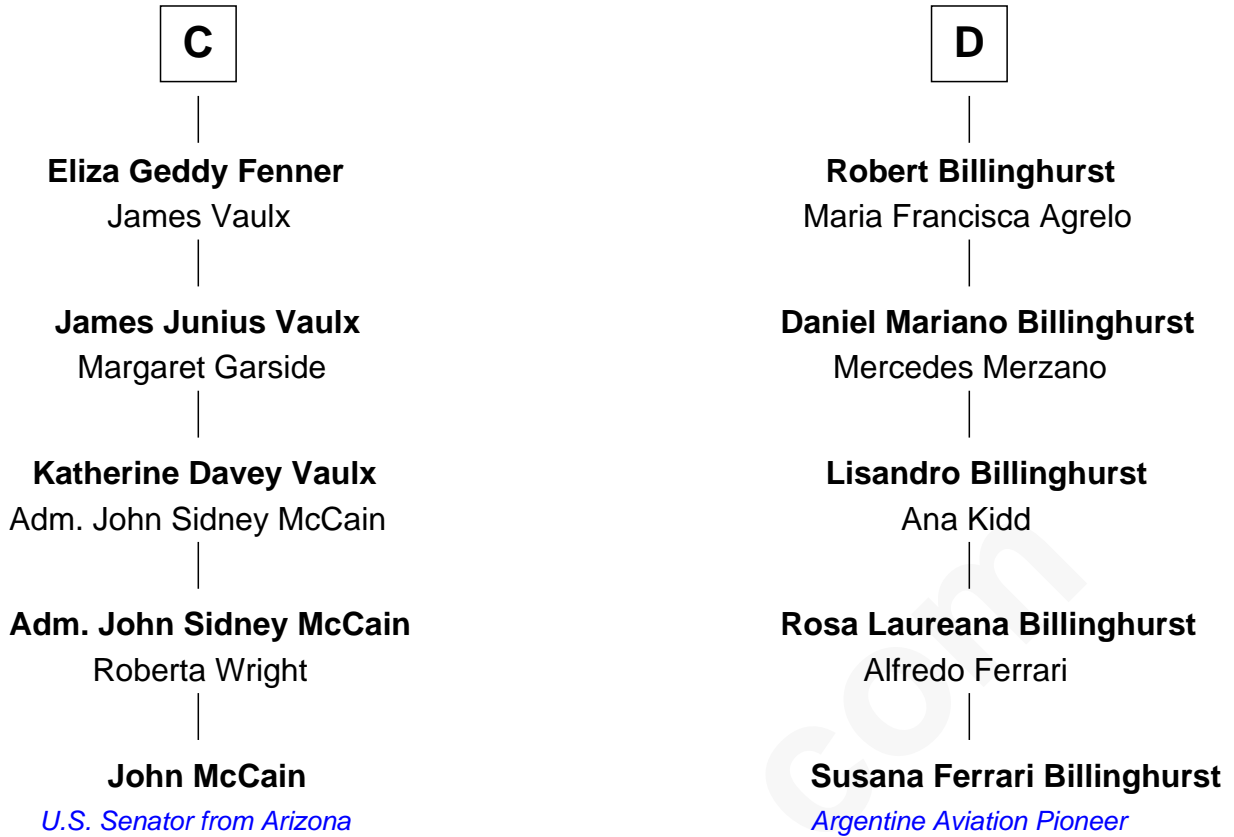 C
Eliza Geddy Fenner
James Vaulx
James Junius Vaulx
Margaret Garside
Katherine Davey Vaulx
Adm. John Sidney McCain
Adm. John Sidney McCain
Roberta Wright
John McCain
U.S. Senator from Arizona
D
Robert Billinghurst
Maria Francisca Agrelo
Daniel Mariano Billinghurst
Mercedes Merzano
Lisandro Billinghurst
Ana Kidd
Rosa Laureana Billinghurst
Alfredo Ferrari
Susana Ferrari Billinghurst
Argentine Aviation Pioneer
com